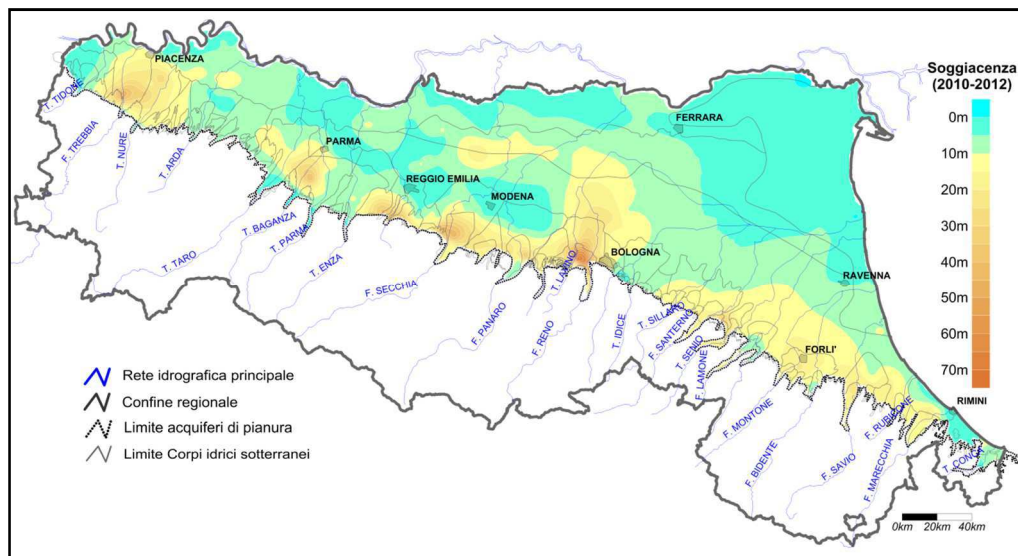 Soggiacenza
(2010-2012)
0m
10m
20m
30m
40m
50m
60m
70m
PIACENZA
PARMA
REGGIO EMILIA
MODENA
FERRARA
BOLOGNA
RAVENNA
FORLI'
RIMINI
T. TIDONE
F. TREBBIA
T. NURE
T. ARDA
T. TARO
T. BAGANZA
T. PARMA
T. ENZA
F. SECCHIA
F. PANARO
F. RENO
T. LAVINO
T. IDICE
T. SILLARO
F. SANTERNO
T. SENIO
F. LAMONE
F. MONTONE
F. BIDENTE
F. SAVIO
F. RUBICONE
F. MARECCHIA
T. CONCA
Rete idrografica principale
Confine regionale
Limite acquiferi di pianura
Limite Corpi idrici sotterranei
0km 20km 40km